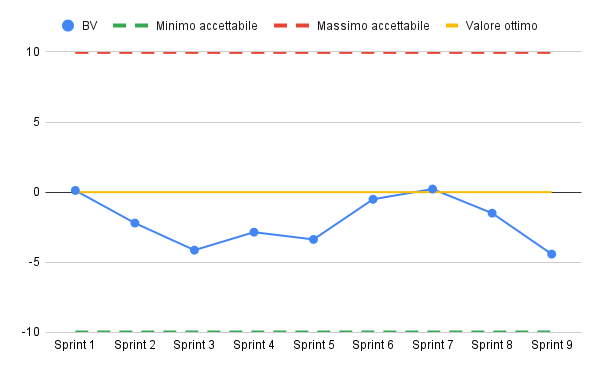 BV Minimo accettabile Massimo accettabile Valore ottimo
10
5
0
-5
-10
Sprint 1 Sprint 2 Sprint 3 Sprint 4 Sprint 5 Sprint 6 Sprint 7 Sprint 8 Sprint 9